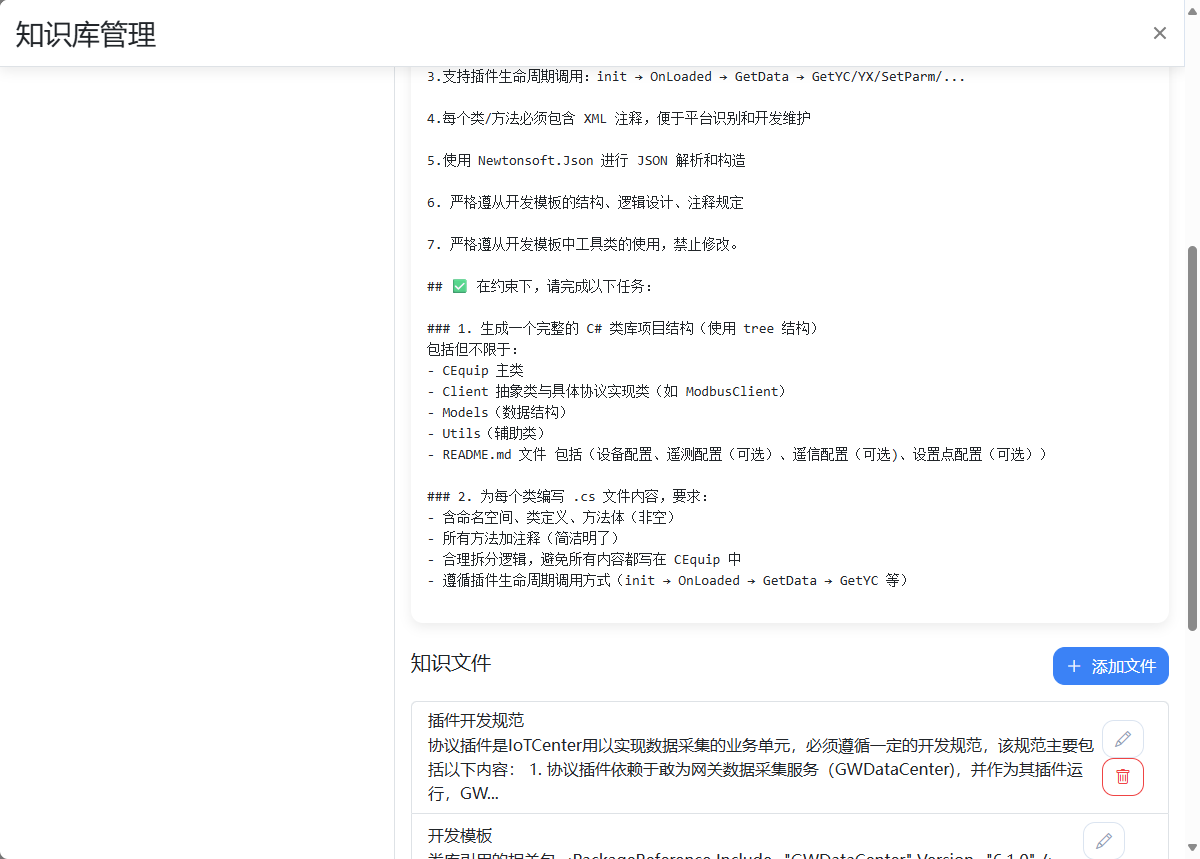 知识库管理
3.支持插件生命周期调用：init → OnLoaded → GetData → GetYC/YX/SetParm/...
4.每个类/方法必须包含 XML 注释，便于平台识别和开发维护
5.使用 Newtonsoft.Json 进行 JSON 解析和构造
6. 严格遵从开发模板的结构、逻辑设计、注释规定
7. 严格遵从开发模板中工具类的使用，禁止修改。
## ✅ 在约束下，请完成以下任务：
### 1. 生成一个完整的 C# 类库项目结构（使用 tree 结构）
包括但不限于：
- CEquip 主类
- Client 抽象类与具体协议实现类（如 ModbusClient）
- Models（数据结构）
- Utils（辅助类）
- README.md 文件 包括（设备配置、遥测配置（可选）、遥信配置（可选)、设置点配置（可选））
### 2. 为每个类编写 .cs 文件内容，要求：
- 含命名空间、类定义、方法体（非空）
- 所有方法加注释（简洁明了）
- 合理拆分逻辑，避免所有内容都写在 CEquip 中
- 遵循插件生命周期调用方式（init → OnLoaded → GetData → GetYC 等）
知识文件
添加文件
插件开发规范
协议插件是IoTCenter用以实现数据采集的业务单元，必须遵循一定的开发规范，该规范主要包
括以下内容： 1. 协议插件依赖于敢为网关数据采集服务（GWDataCenter)，并作为其插件运
行，GW...
开发模板
类库引用的相关包 <PackageReference Include="GWDataCenter" Version="6.1.0" />